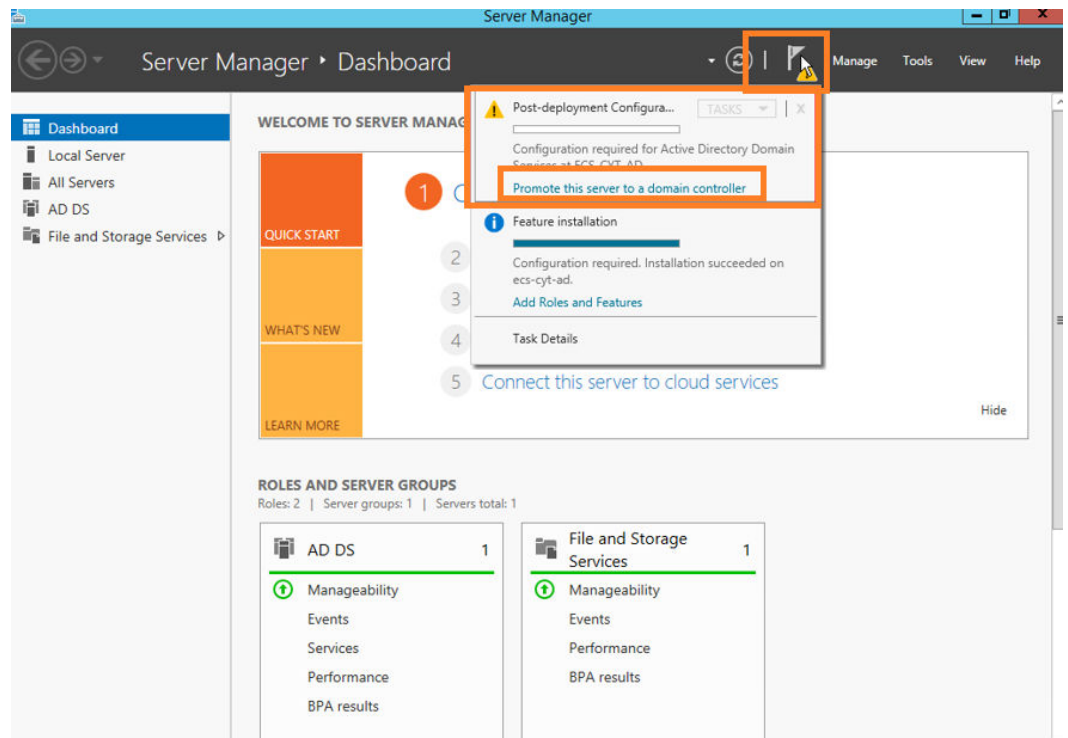 Server Manager
Server Manager • Dashboard
Manage Tools View Help
Dashboard
Local Server
All Servers
AD DS
File and Storage Services
WELCOME TO SERVER MANAG
Post-deployment Configura... TASKS X
Configuration required for Active Directory Domain
Services at ECS-CYT-AD
Promote this server to a domain controller
Feature installation
Configuration required. Installation succeeded on
ecs-cyt-ad.
Add Roles and Features
Task Details
QUICK START
WHAT'S NEW
LEARN MORE
1
2
3
4
5 Connect this server to cloud services
Hide
ROLES AND SERVER GROUPS
Roles: 2 | Server groups: 1 | Servers total: 1
AD DS 1
Manageability
Events
Services
Performance
BPA results
File and Storage
Services 1
Manageability
Events
Performance
BPA results